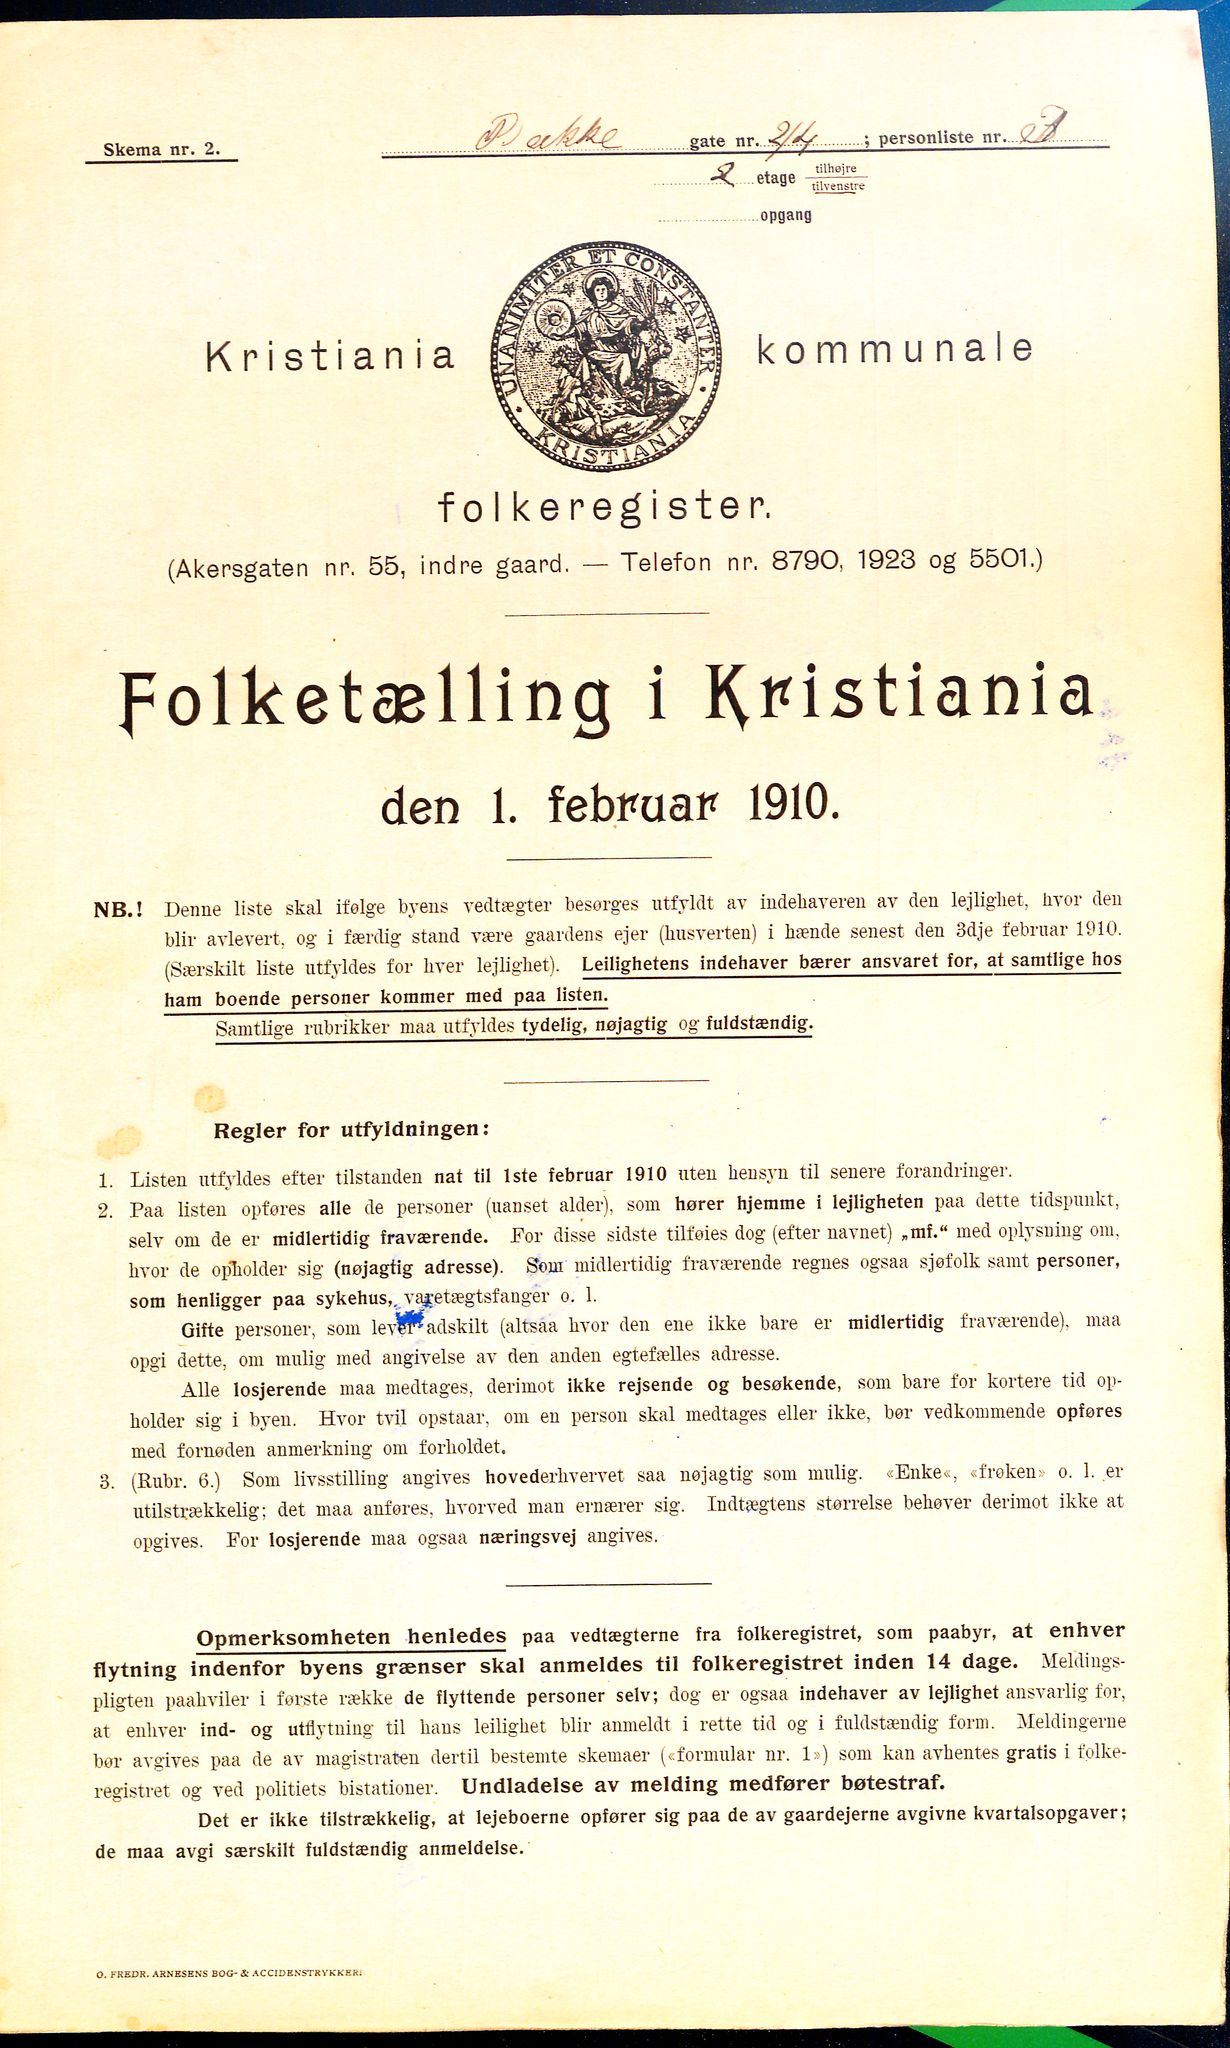 Skema nr. 2.
Bakke gate nr. 24 ; personliste nr.
2 etage tilhøjre
tilvenstre
opgang
UNANIMITER ET CONSTANTER
KRISTIANIA
Kristiania kommunale
folkeregister.
(Akersgaten nr. 55, indre gaard. — Telefon nr. 8790, 1923 og 5501.)
Folketælling i Kristiania
den 1. februar 1910.
NB.! Denne liste skal ifølge byens vedtægter besørges utfyldt av indehaveren av den lejlighet, hvor den
blir avlevert, og i færdig stand være gaardens ejer (husverten) i hænde senest den 3dje februar 1910.
(Særskilt liste utfyldes for hver lejlighet). Leilighetens indehaver bærer ansvaret for, at samtlige hos
ham boende personer kommer med paa listen.
Samtlige rubrikker maa utfyldes tydelig, nøjagtig og fuldstændig.
Regler for utfyldningen:
1. Listen utfyldes efter tilstanden nat til 1ste februar 1910 uten hensyn til senere forandringer.
2. Paa listen opføres alle de personer (uanset alder), som hører hjemme i lejligheten paa dette tidspunkt,
selv om de er midlertidig fraværende. For disse sidste tilføies dog (efter navnet) „mf.“ med oplysning om,
hvor de opholder sig (nøjagtig adresse). Som midlertidig fraværende regnes ogsaa sjøfolk samt personer,
som henligger paa sykehus, varetægtsfanger o. l.
Gifte personer, som lever adskilt (altsaa hvor den ene ikke bare er midlertidig fraværende), maa
opgi dette, om mulig med angivelse av den anden egtefælles adresse.
Alle losjerende maa medtages, derimot ikke rejsende og besøkende, som bare for kortere tid op-
holder sig i byen. Hvor tvil opstaar, om en person skal medtages eller ikke, bør vedkommende opføres
med fornøden anmerkning om forholdet.
3. (Rubr. 6.) Som livsstilling angives hovederhvervet saa nøjagtig som mulig. «Enke«, «frøken» o. l. er
utilstrækkelig; det maa anføres, hvorved man ernærer sig. Indtægtens størrelse behøver derimot ikke at
opgives. For losjerende maa ogsaa næringsvej angives.
Opmerksomheten henledes paa vedtægterne fra folkeregistret, som paabyr, at enhver
flytning indenfor byens grænser skal anmeldes til folkeregistret inden 14 dage. Meldings-
pligten paahviler i første række de flyttende personer selv; dog er ogsaa indehaver av lejlighet ansvarlig for,
at enhver ind- og utflytning til hans leilighet blir anmeldt i rette tid og i fuldstændig form. Meldingerne
bør avgives paa de av magistraten dertil bestemte skemaer («formular nr. 1») som kan avhentes gratis i folke-
registret og ved politiets bistationer. Undladelse av melding medfører bøtestraf.
Det er ikke tilstrækkelig, at lejeboerne opfører sig paa de av gaardejerne avgivne kvartalsopgaver;
de maa avgi særskilt fuldstændig anmeldelse.
O. FREDR. ARNESENS BOG- & ACCIDENSTRYKKERI